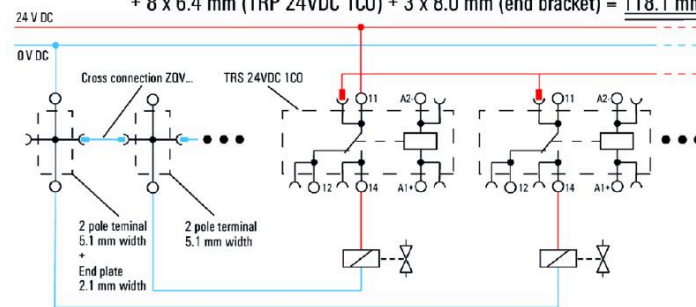 + 8 x 6.4 mm (TRP 24VDC 1CO) + 3 x 8.0 mm (end bracket) = 118.1 mm
24 V DC
0 V DC
Cross connection ZQV...
TRS 24VDC 1CO
11
A2-
11
A2-
12
14
A1+
12
14
A1+
2 pole teminal
5.1 mm width
+
End plate
2.1 mm width
2 pole terminal
5.1 mm width